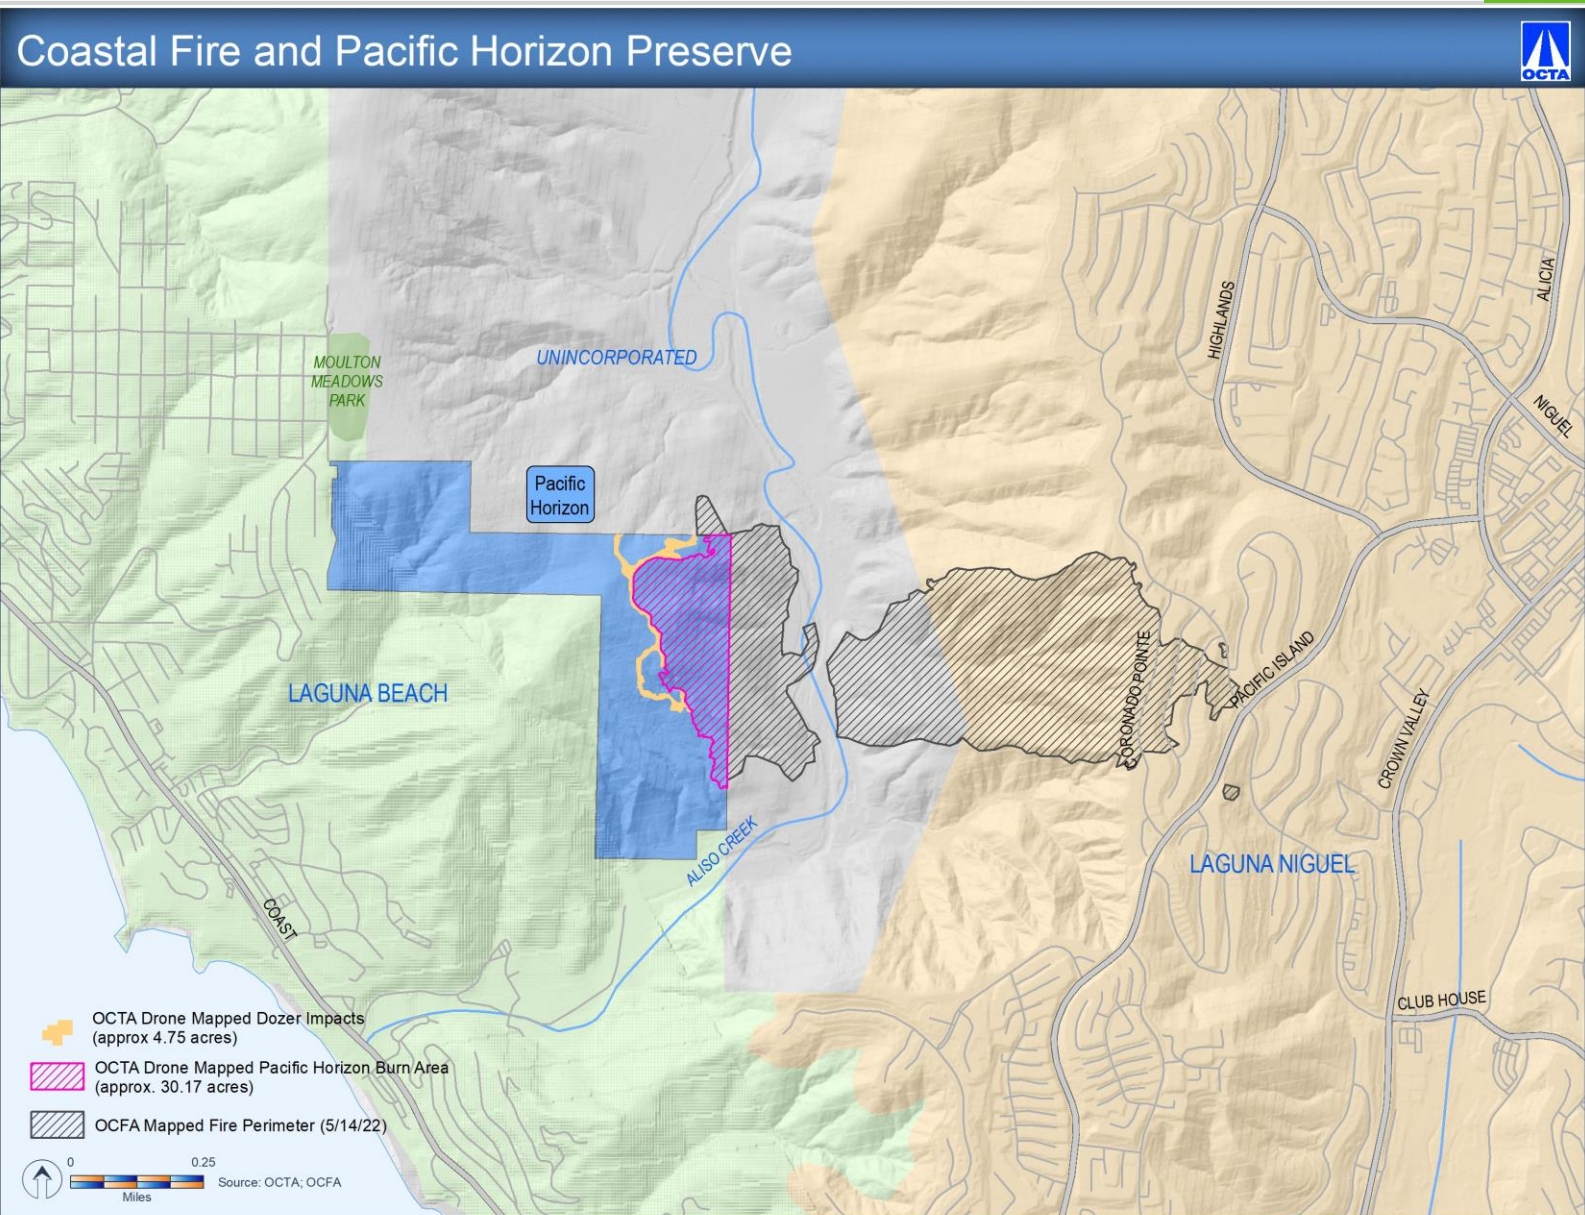 Coastal Fire and Pacific Horizon Preserve
OCTA
HIGHLANDS
ALICIA
UNINCORPORATED
MOULTON
MEADOWS
PARK
NIGUEL
Pacific
Horizon
LAGUNA BEACH
CORONADO POINTE
PACIFIC ISLAND
CROWN VALLEY
ALISO CREEK
LAGUNA NIGUEL
COAST
CLUB HOUSE
OCTA Drone Mapped Dozer Impacts
(approx 4.75 acres)
OCTA Drone Mapped Pacific Horizon Burn Area
(approx. 30.17 acres)
OCFA Mapped Fire Perimeter (5/14/22)
0 0.25
Miles
Source: OCTA; OCFA